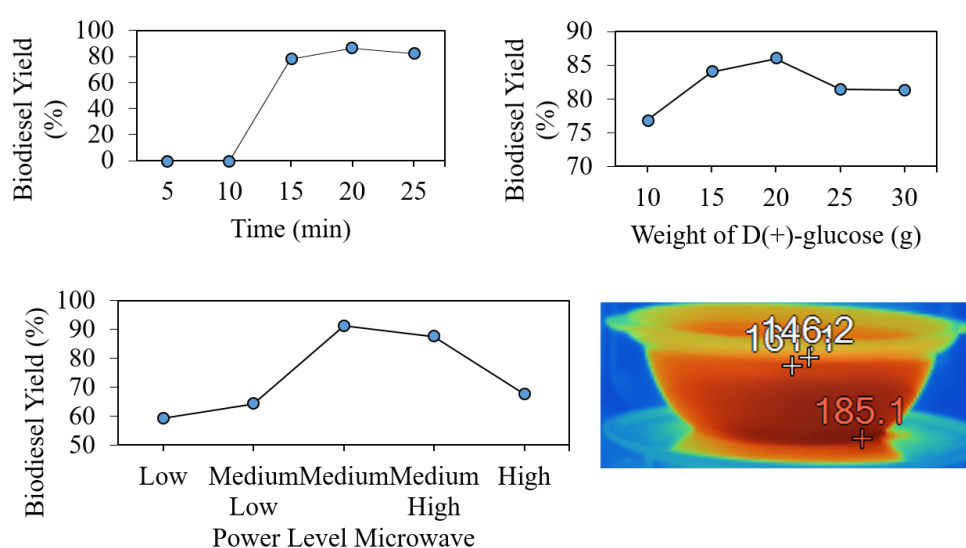 Biodiesel Yield
(%)
100
80
60
40
20
0
5 10 15 20 25
Time (min)
Biodiesel Yield
(%)
90
85
80
75
70
10 15 20 25 30
Weight of D(+)-glucose (g)
Biodiesel Yield (%)
100
90
80
70
60
50
Low Medium Medium Medium High
Low High
Power Level Microwave
146.2
185.1